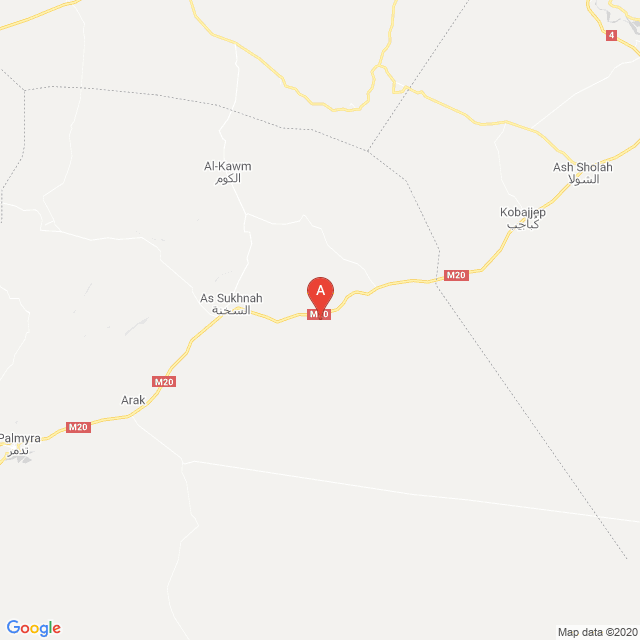 4
Al-Kawm
الكوم
Ash Sholah
الشولا
Kobajjep
كباجب
M20
A
M20
As Sukhnah
السخنة
M20
Arak
M20
Palmyra
تدمر
Google
Map data ©2020